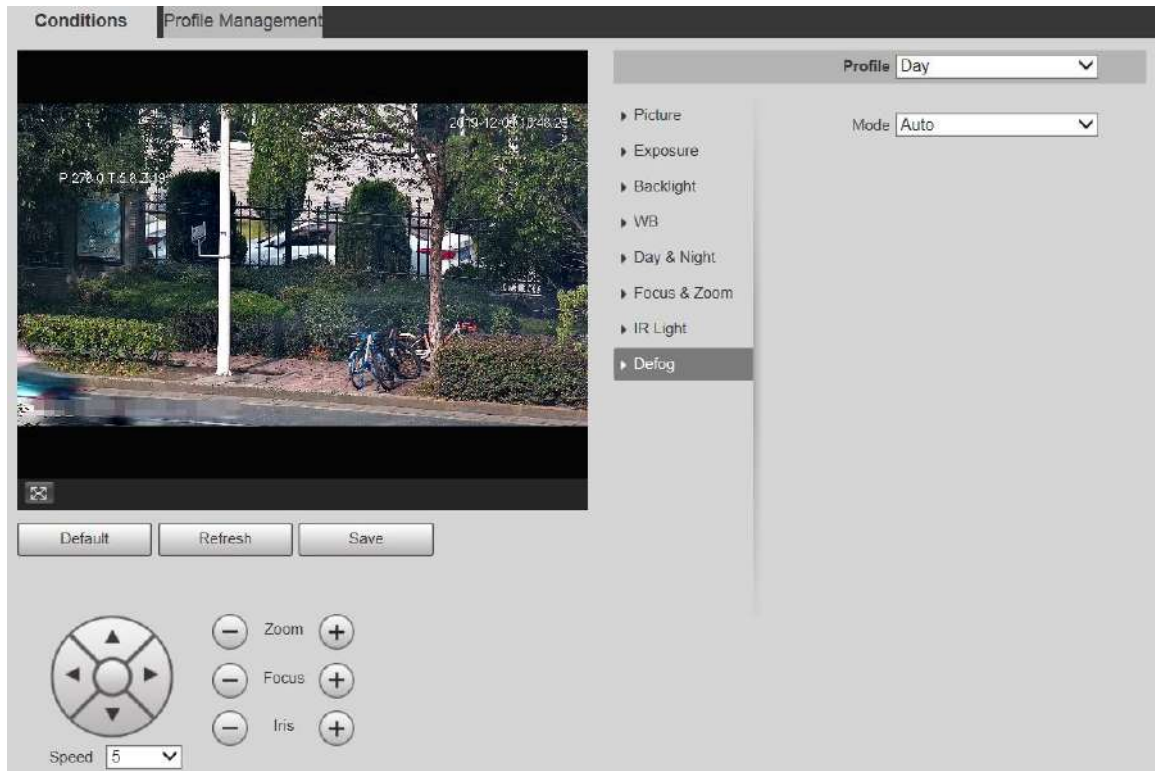 Conditions
Profile Management
Profile Day
Mode Auto
Picture
Exposure
Backlight
WB
Day & Night
Focus & Zoom
IR Light
Defog
Default
Refresh
Save
Zoom
Focus
Iris
Speed 5